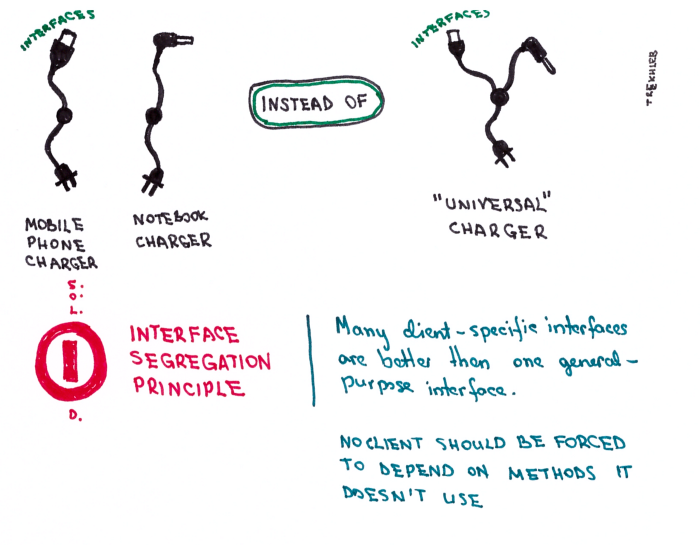 INTERFACES
MOBILE
PHONE
CHARGER
NOTEBOOK
CHARGER
INSTEAD OF
INTERFACES
"UNIVERSAL"
CHARGER
TREKHLEB
S.
O.
L.
I
D.
INTERFACE
SEGREGATION
PRINCIPLE
Many client-specific interfaces
are better then one general-
purpose interface.
NO CLIENT SHOULD BE FORCED
TO DEPEND ON METHODS IT
DOESN'T USE